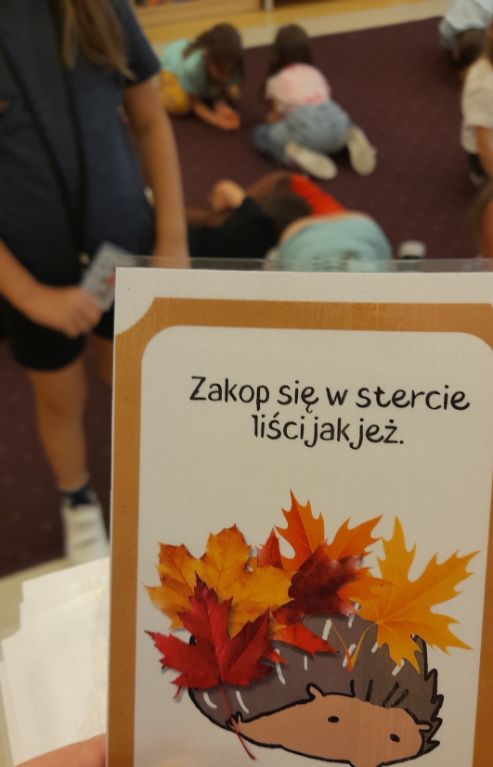 Zakop się w stercie
liści jak jeż.